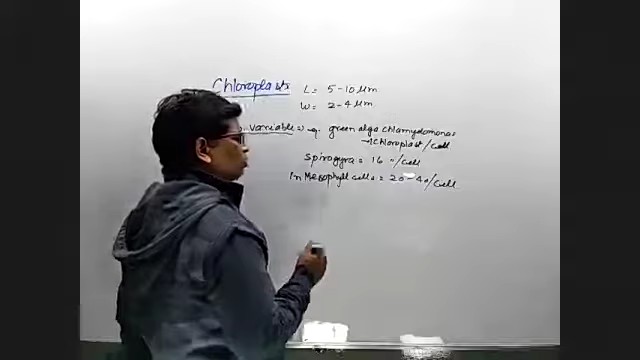 Chloroplasts L = 5-10 μm
W = 2-4 μm
variable = e.g. green alga chlamydomonas
→ 1 chloroplast / cell
Spirogyra = 16 "/cell
In Mesophyll cells = 20-40/cell